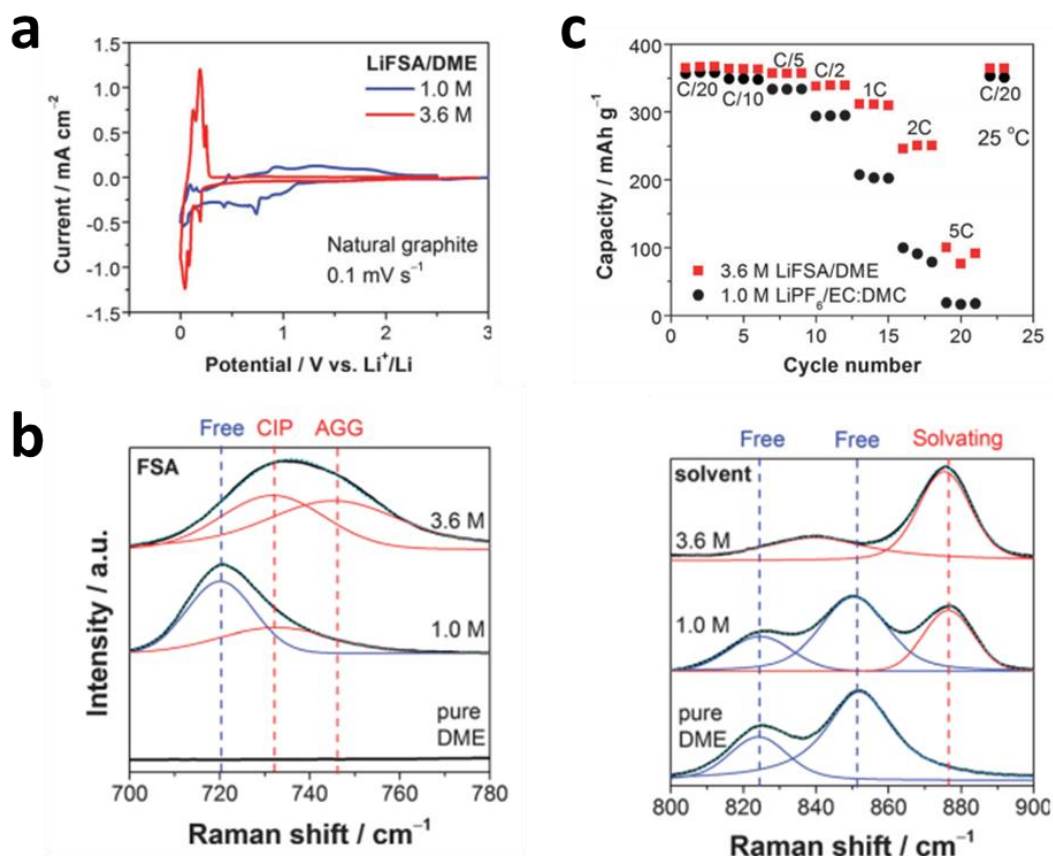 a
1.5
1.0
0.5
0.0
-0.5
-1.0
-1.5
Current / mA cm⁻²
LiFSA/DME
1.0 M
3.6 M
Natural graphite
0.1 mV s⁻¹
0 1 2 3
Potential / V vs. Li⁺/Li
c
400
300
200
100
0
Capacity / mAh g⁻¹
C/20
C/10
C/5
C/2
1C
2C
5C
C/20
25 °C
3.6 M LiFSA/DME
1.0 M LiPF₆/EC:DMC
0 5 10 15 20 25
Cycle number
b
Free CIP AGG
FSA
3.6 M
1.0 M
pure
DME
Intensity / a.u.
700 720 740 760 780
Raman shift / cm⁻¹
Free Free Solvating
solvent
3.6 M
1.0 M
pure
DME
800 820 840 860 880 900
Raman shift / cm⁻¹